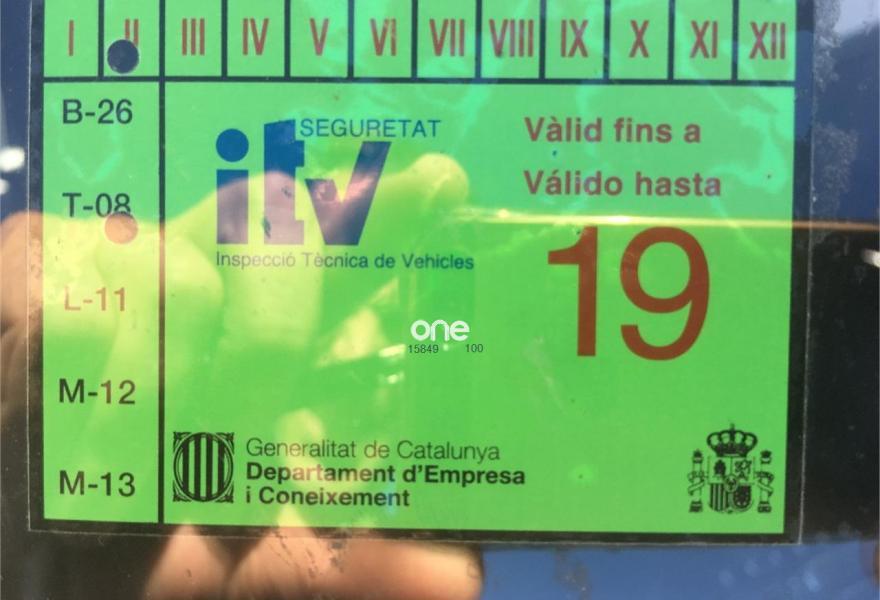 I II III IV V VI VII VIII IX X XI XII
B-26
T-08
L-11
M-12
M-13
SEGURETAT
itv
Inspecció Tècnica de Vehicles
Vàlid fins a
Válido hasta
19
one
15849 100
Generalitat de Catalunya
Departament d'Empresa
i Coneixement